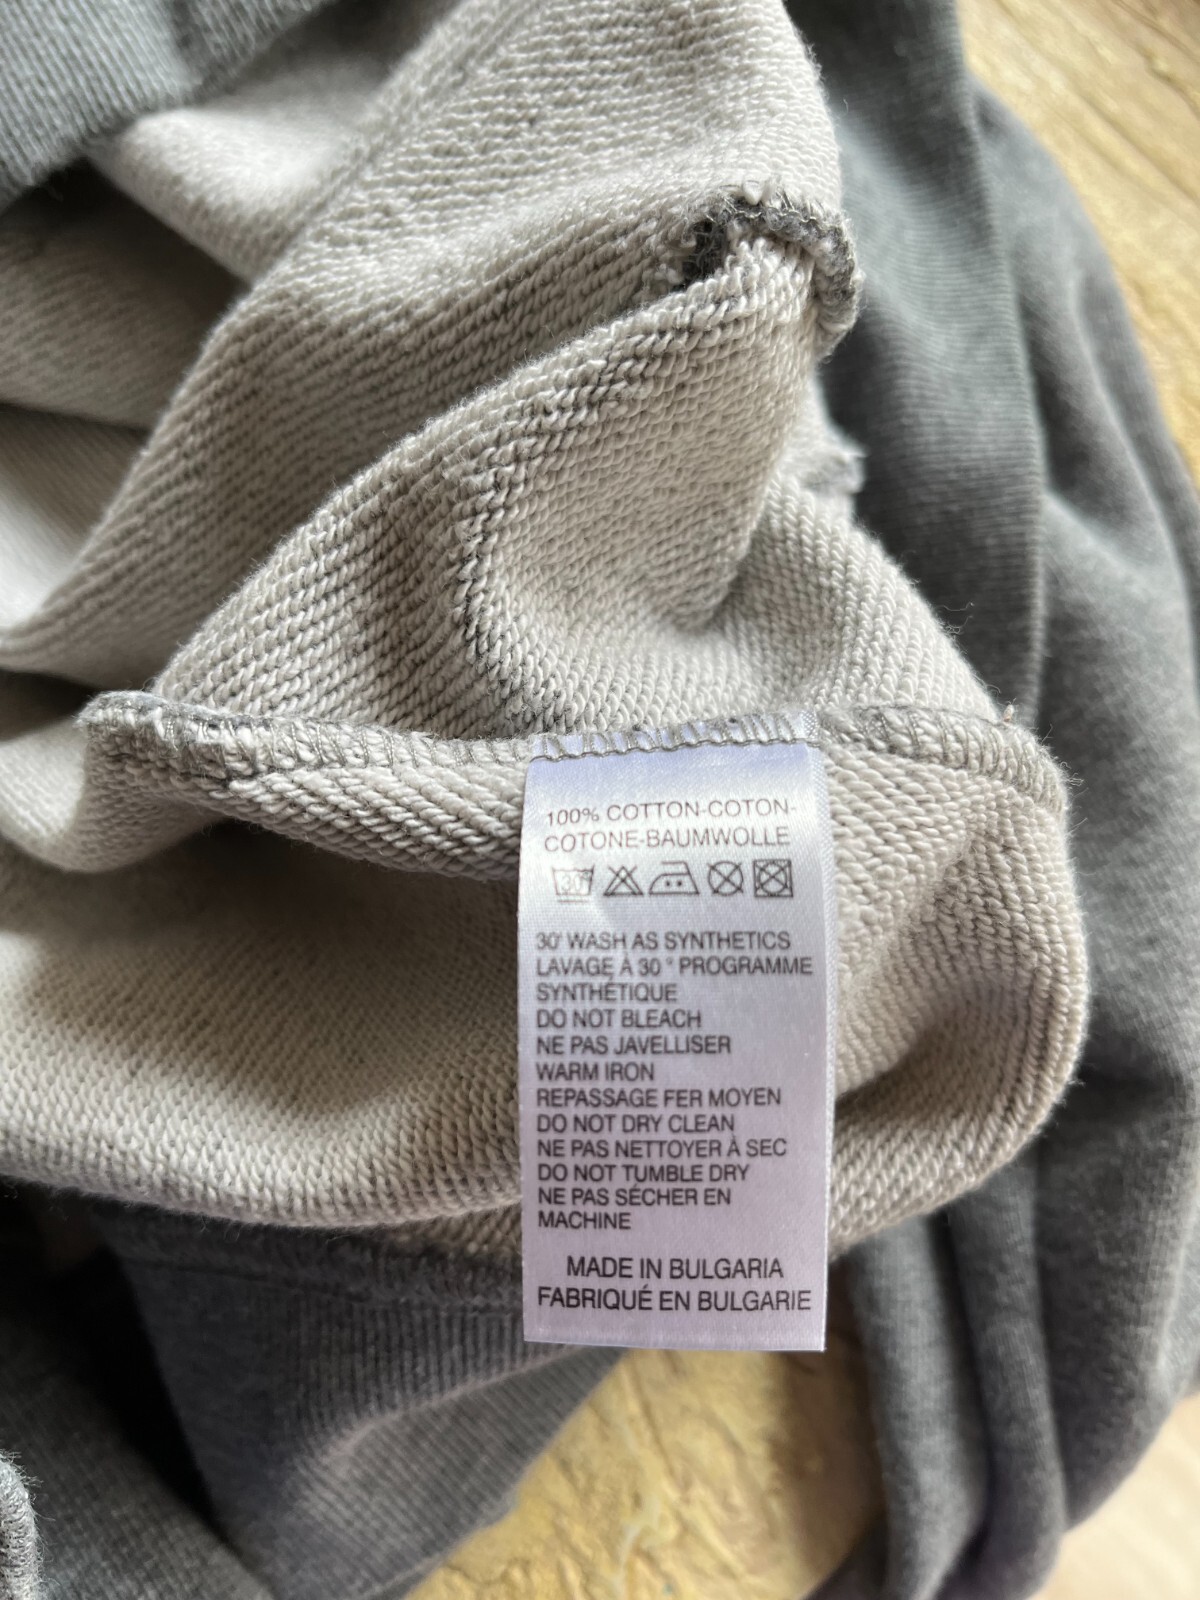 100% COTTON-COTON-
COTONE-BAUMWOLLE
30°
30° WASH AS SYNTHETICS
LAVAGE À 30 ° PROGRAMME
SYNTHÉTIQUE
DO NOT BLEACH
NE PAS JAVELLISER
WARM IRON
REPASSAGE FER MOYEN
DO NOT DRY CLEAN
NE PAS NETTOYER À SEC
DO NOT TUMBLE DRY
NE PAS SÉCHER EN
MACHINE
MADE IN BULGARIA
FABRIQUÉ EN BULGARIE